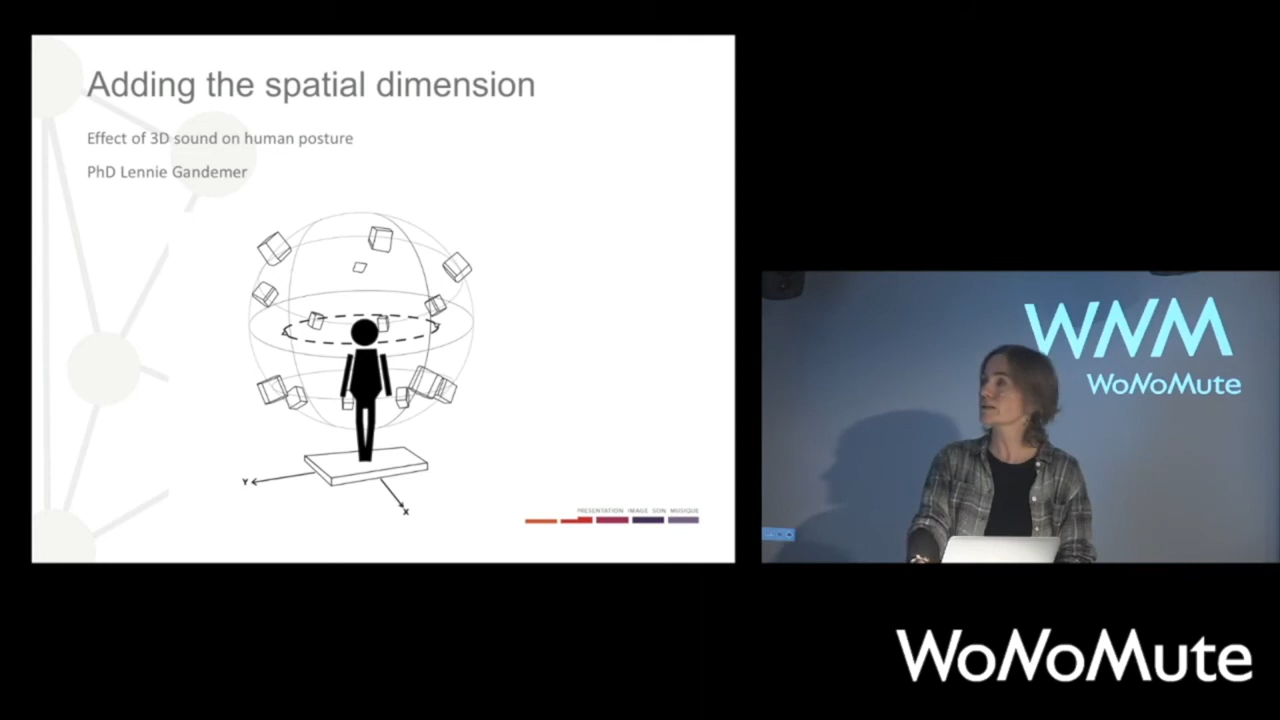 Adding the spatial dimension
Effect of 3D sound on human posture
PhD Lennie Gandemer
Y
X
PRESENTATION IMAGE SON MUSIQUE
WNM
WoNoMute
WoNoMute